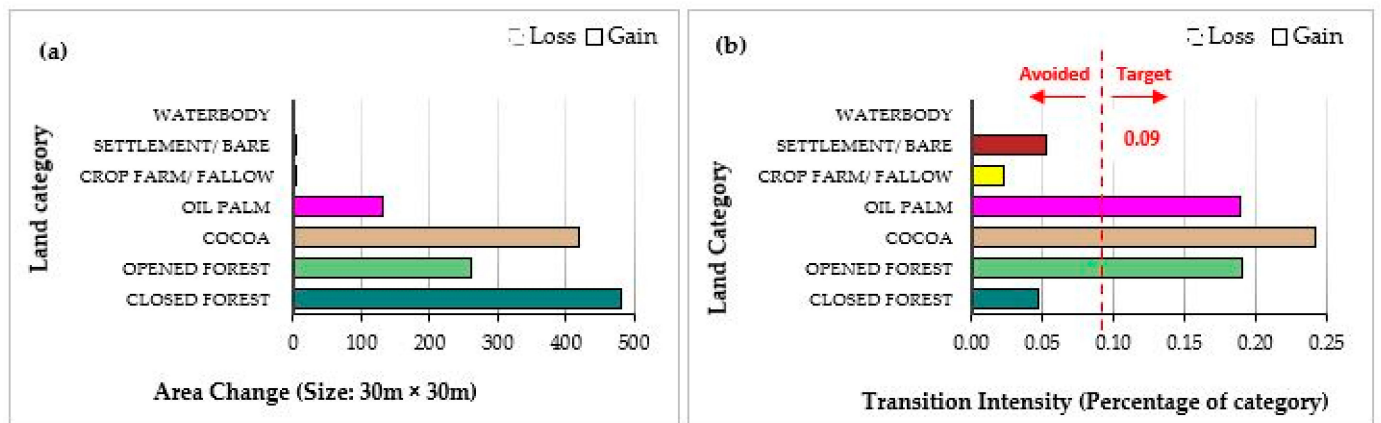 (a)
Loss Gain
Land category
WATERBODY
SETTLEMENT/ BARE
CROP FARM/ FALLOW
OIL PALM
COCOA
OPENED FOREST
CLOSED FOREST
0 100 200 300 400 500
Area Change (Size: 30m × 30m)
(b)
Loss Gain
Avoided Target
0.09
Land Category
WATERBODY
SETTLEMENT/ BARE
CROP FARM/ FALLOW
OIL PALM
COCOA
OPENED FOREST
CLOSED FOREST
0.00 0.05 0.10 0.15 0.20 0.25
Transition Intensity (Percentage of category)